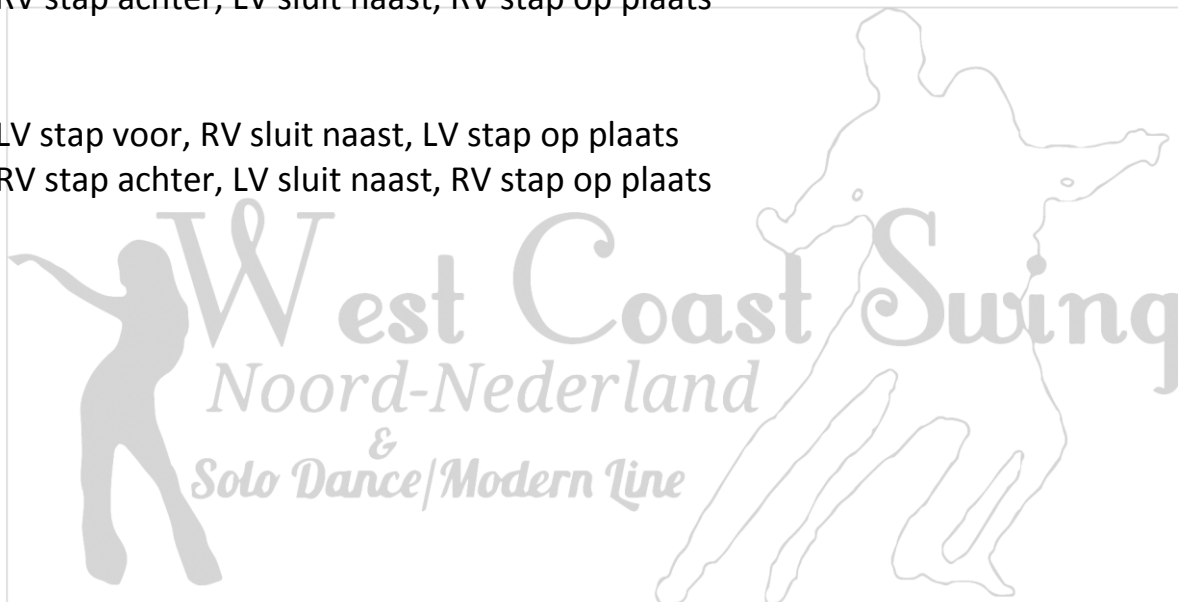 RV stap achter, LV sluit naast, RV stap op plaats
LV stap voor, RV sluit naast, LV stap op plaats
RV stap achter, LV sluit naast, RV stap op plaats
West Coast Swing
Noord-Nederland
&
Solo Dance/Modern Line